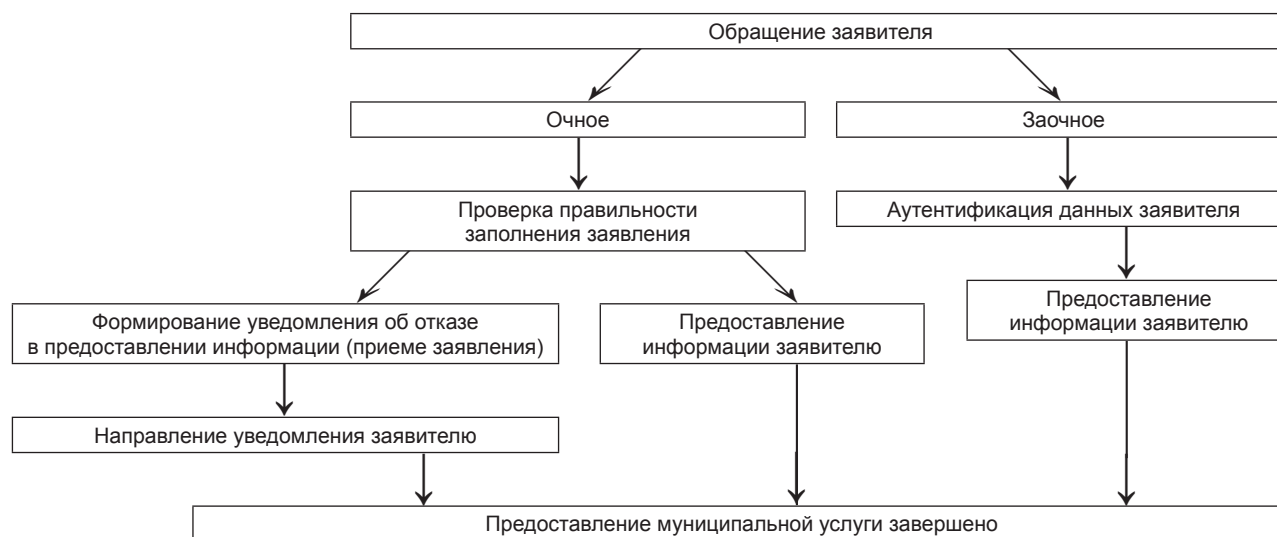 Обращение заявителя
Очное
Заочное
Проверка правильности
заполнения заявления
Аутентификация данных заявителя
Формирование уведомления об отказе
в предоставлении информации (приеме заявления)
Предоставление
информации заявителю
Предоставление
информации заявителю
Направление уведомления заявителю
Предоставление муниципальной услуги завершено